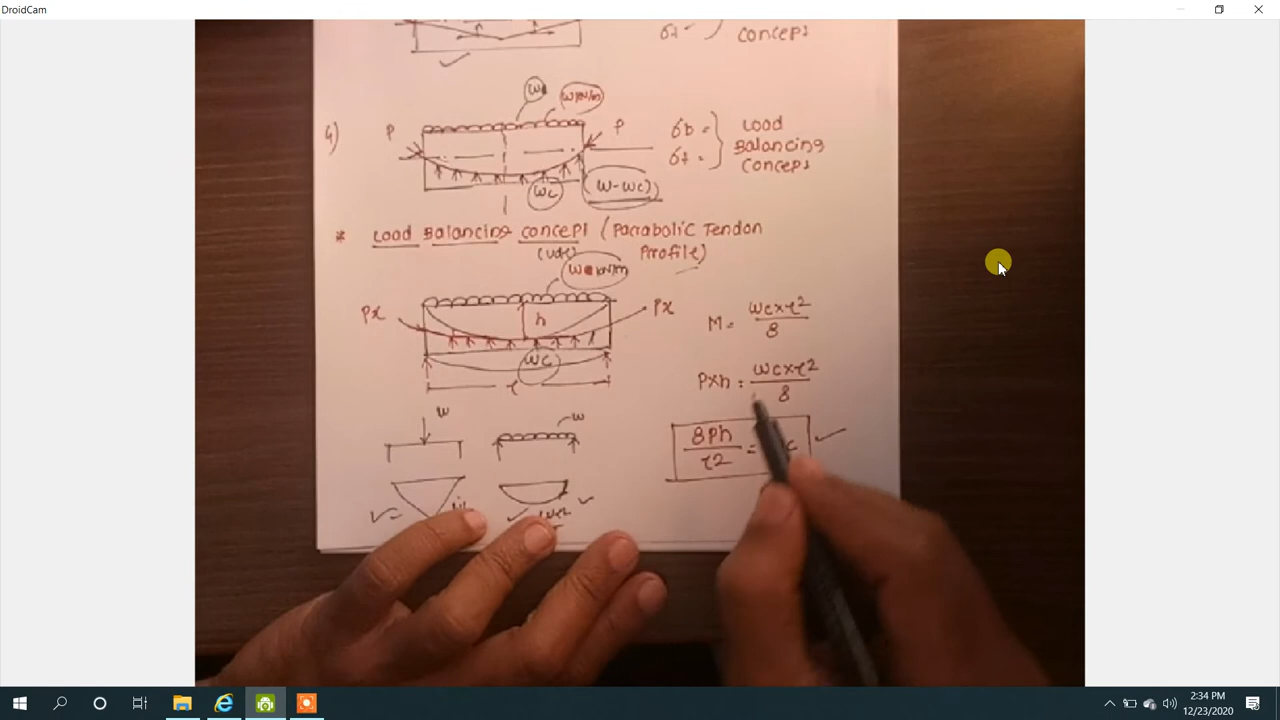 DroidCam
σt =
concept
4)
w
w kN/m
P
P
σb =
σt =
Load
Balancing
concept
wc
(w-wc)
* Load Balancing concept (Parabolic Tendon
Profile)
(udl)
w kN/m
Px
Px
h
wc
l
M = wc×l²/8
P×h = wc×l²/8
8Ph/l2 =
w
w
2:34 PM
12/23/2020